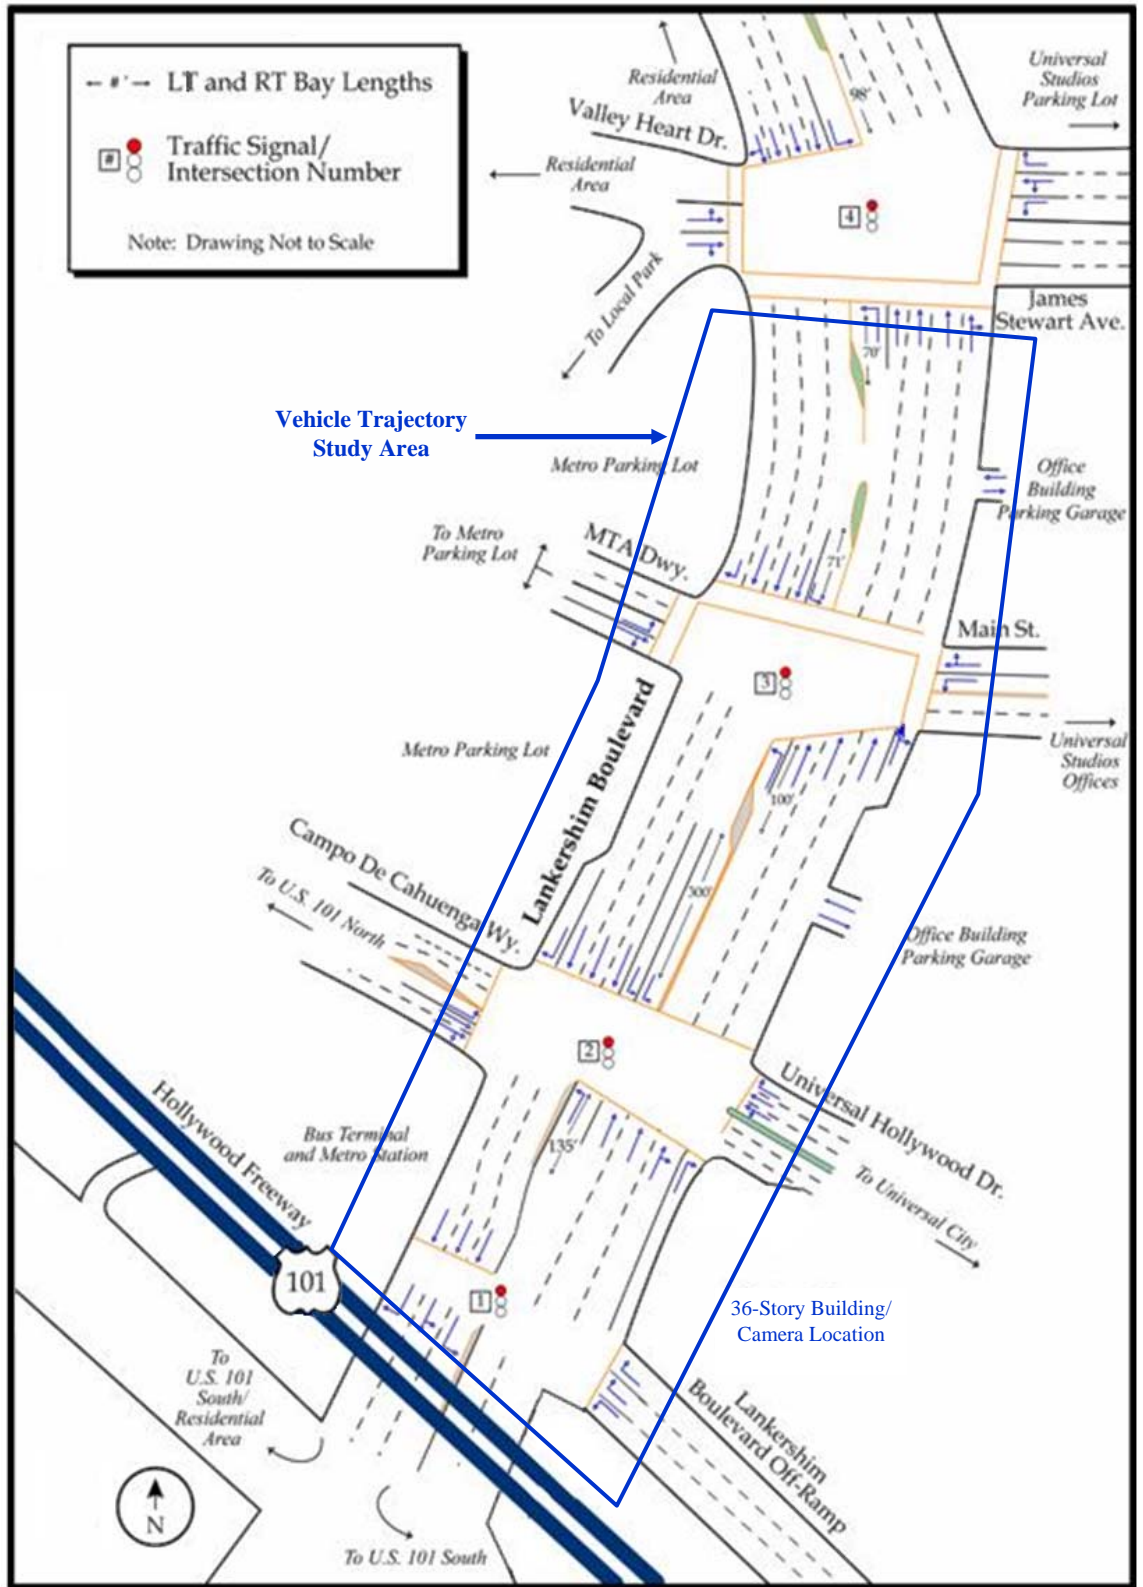 ← #' → LT and RT Bay Lengths
# Traffic Signal/
Intersection Number
Note: Drawing Not to Scale
Residential
Area
Valley Heart Dr.
Residential
Area
To Local Park
98'
Universal
Studios
Parking Lot
4
James
Stewart Ave.
70'
Vehicle Trajectory
Study Area
Metro Parking Lot
Office
Building
Parking Garage
To Metro
Parking Lot
MTA Dwy.
71'
Main St.
3
Universal
Studios
Offices
Metro Parking Lot
Lankershim Boulevard
100'
300'
Campo De Cahuenga Wy.
To U.S. 101 North
Office Building
Parking Garage
2
Universal Hollywood Dr.
To Universal City
Hollywood Freeway
Bus Terminal
and Metro Station
135'
101
1
36-Story Building/
Camera Location
To
U.S. 101
South/
Residential
Area
Lankershim
Boulevard Off-Ramp
N
To U.S. 101 South